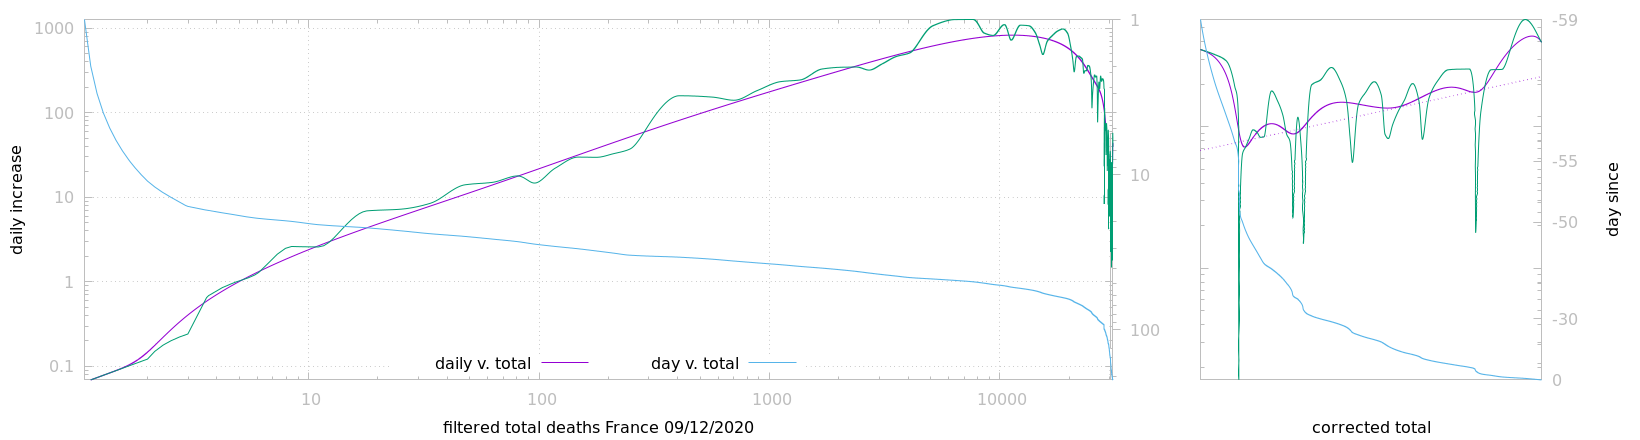 1000
100
10
1
0.1
daily increase
10
100
1000
10000
filtered total deaths France 09/12/2020
daily v. total
day v. total
1
10
100
-59
-55
-50
-30
0
day since
corrected total